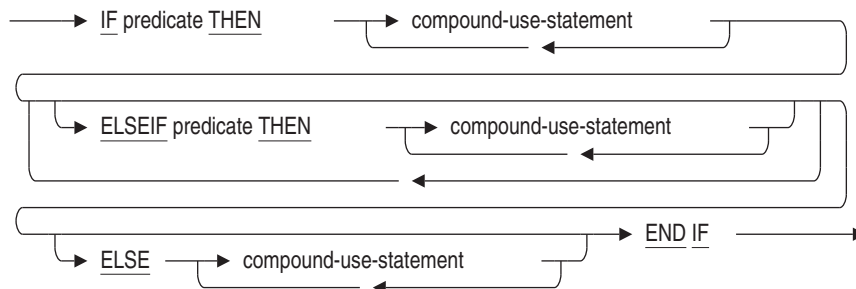 IF predicate THEN compound-use-statement
ELSEIF predicate THEN compound-use-statement
END IF
ELSE compound-use-statement